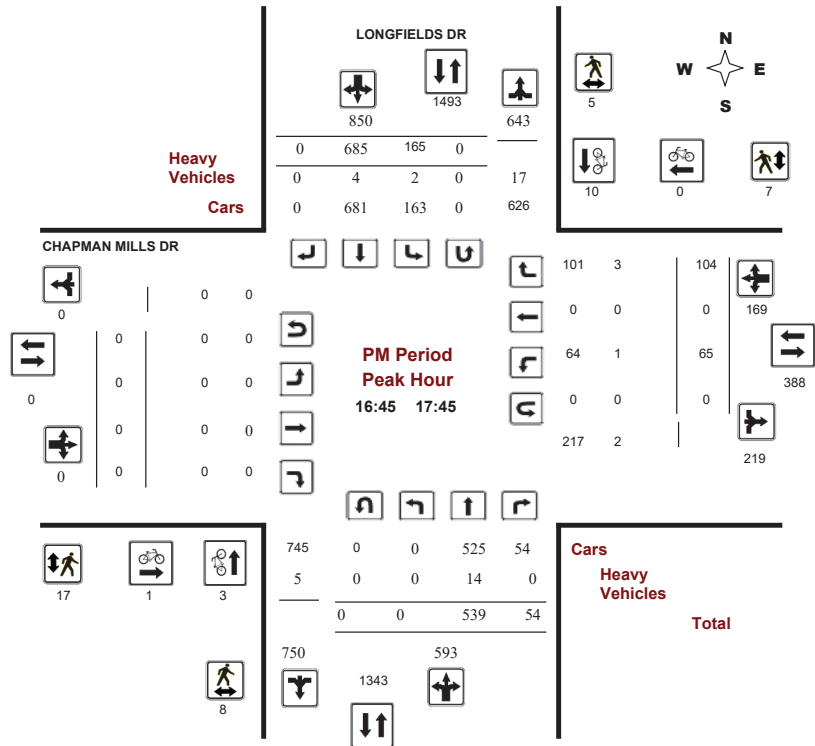 LONGFIELDS DR
N
W E
S
1493
5
850 643
0 685 165 0
Heavy
Vehicles
0 4 2 0 17
Cars
0 681 163 0 626
10 0 7
CHAPMAN MILLS DR
0
0 0
0
0 0 0
0 0 0
0 0 0
0
0 0 0
101 3 104
169
0 0 0
64 1 65
388
0 0 0
217 2
219
PM Period
Peak Hour
16:45 17:45
745 0 0 525 54
5 0 0 14 0
0 0 539 54
Cars
Heavy
Vehicles
Total
17 1 3
750 593
1343
8